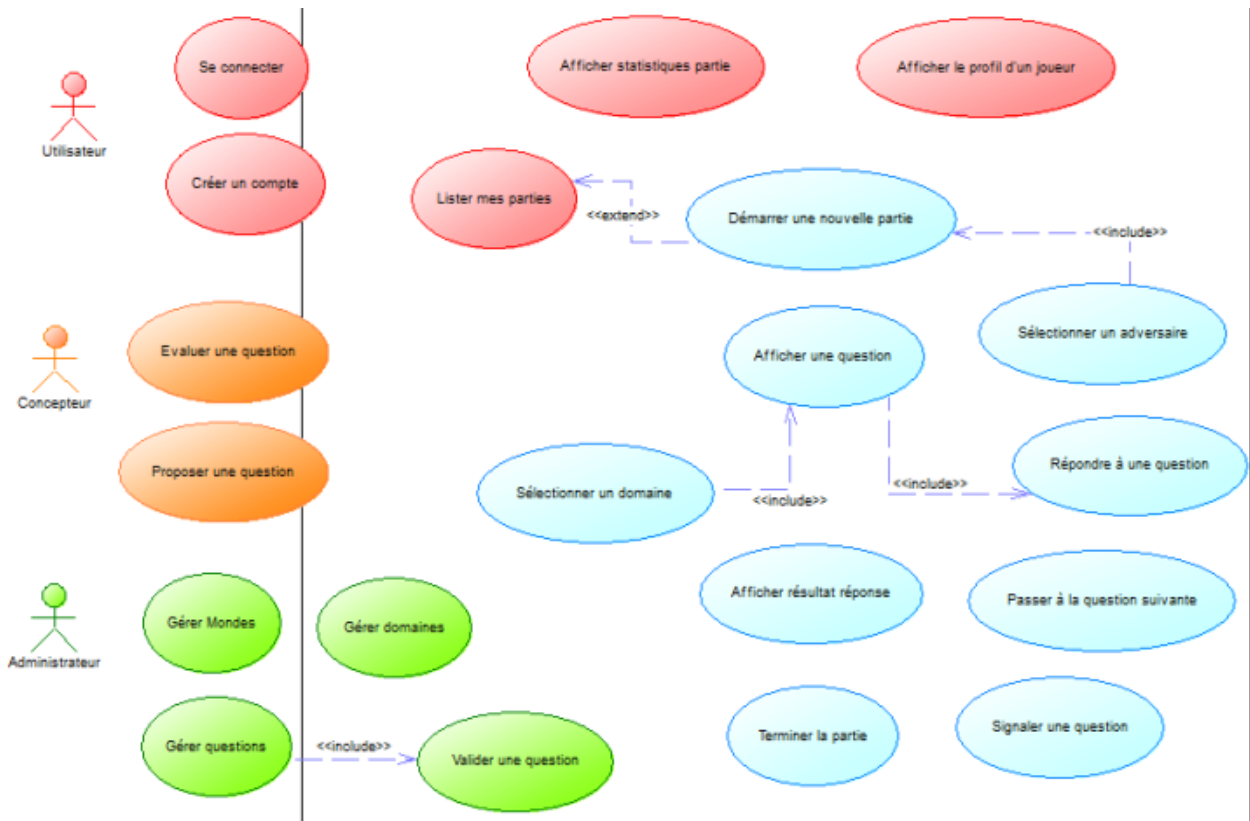 Se connecter
Afficher statistiques partie
Afficher le profil d'un joueur
Utilisateur
Créer un compte
Lister mes parties
<<extend>>
Démarrer une nouvelle partie
<<include>>
Evaluer une question
Afficher une question
Sélectionner un adversaire
Concepteur
Proposer une question
Sélectionner un domaine
<<include>>
<<include>>
Répondre à une question
Afficher résultat réponse
Passer à la question suivante
Gérer Mondes
Gérer domaines
Administrateur
Gérer questions
<<include>>
Valider une question
Terminer la partie
Signaler une question